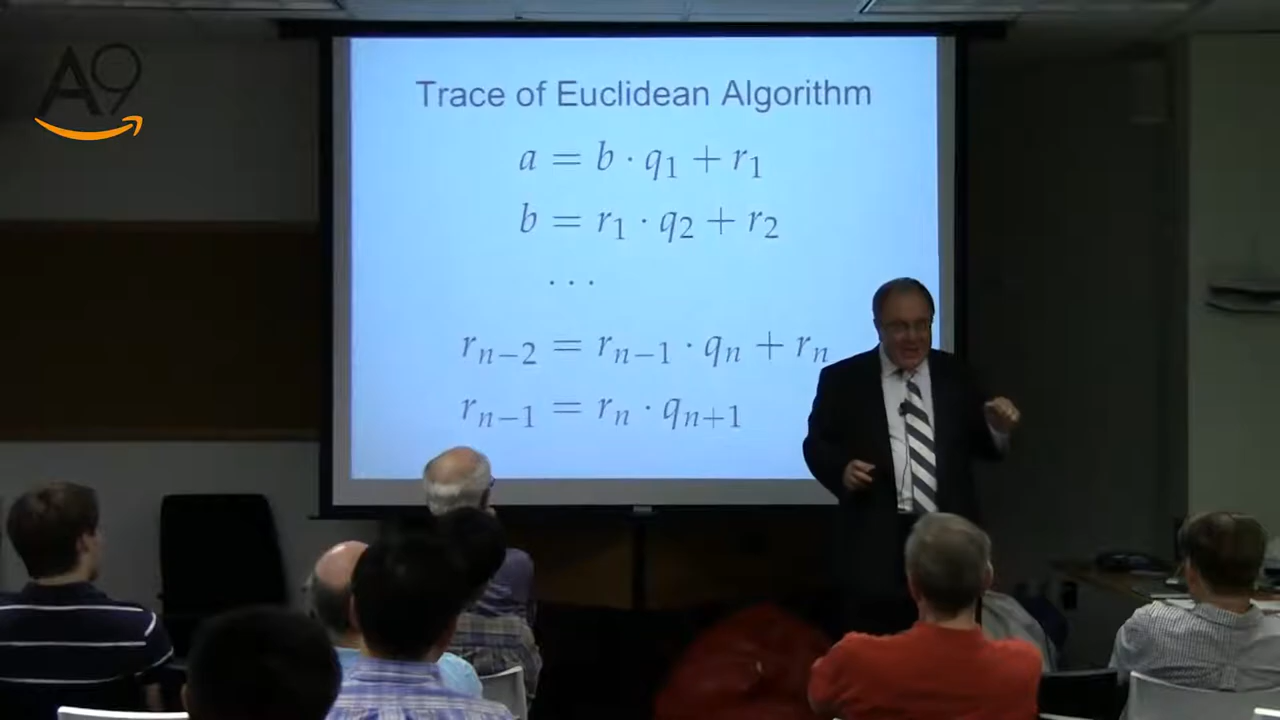 A9
Trace of Euclidean Algorithm
a = b · q₁ + r₁
b = r₁ · q₂ + r₂
· · ·
rₙ₋₂ = rₙ₋₁ · qₙ + rₙ
rₙ₋₁ = rₙ · qₙ₊₁